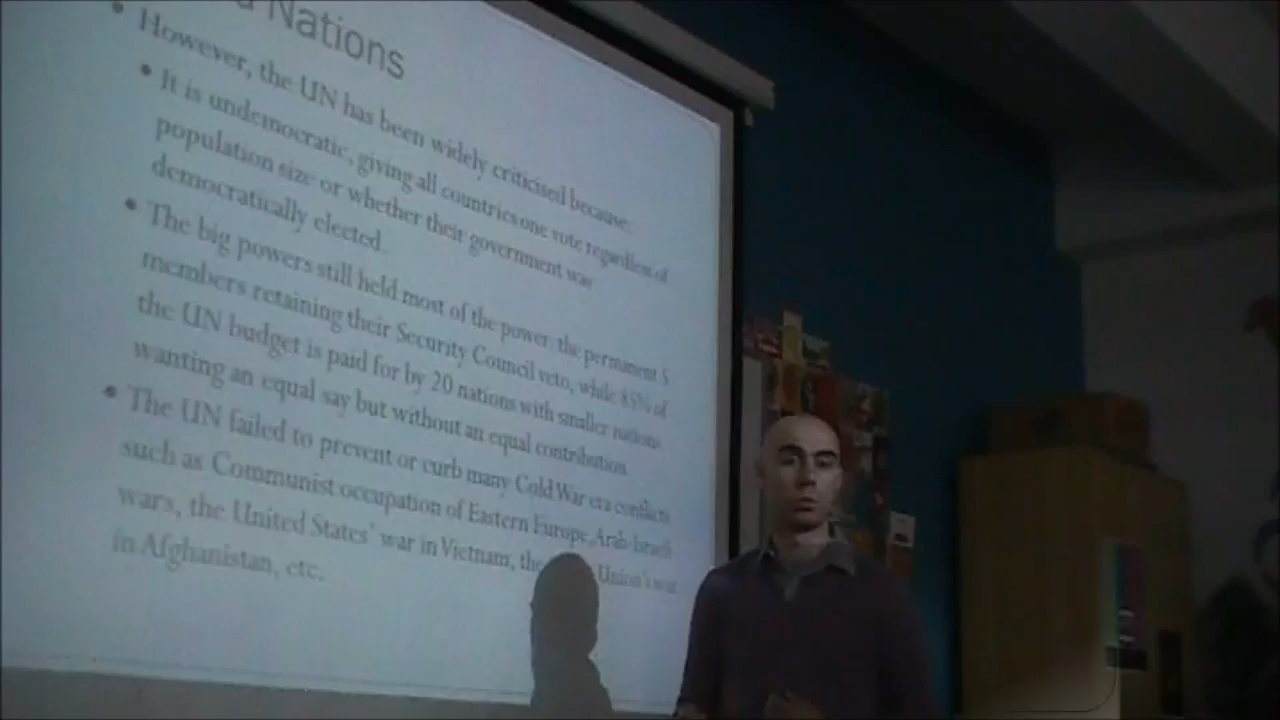 Nations
• However, the UN has been widely criticised because:
• It is undemocratic, giving all countries one vote regardless of
population size or whether their government was
democratically elected.
• The big powers still held most of the power: the permanent 5
members retaining their Security Council veto, while 85% of
the UN budget is paid for by 20 nations with smaller nations
wanting an equal say but without an equal contribution.
• The UN failed to prevent or curb many Cold War era conflicts
such as Communist occupation of Eastern Europe, Arab-Israeli
wars, the United States' war in Vietnam, the Union's war
in Afghanistan, etc.